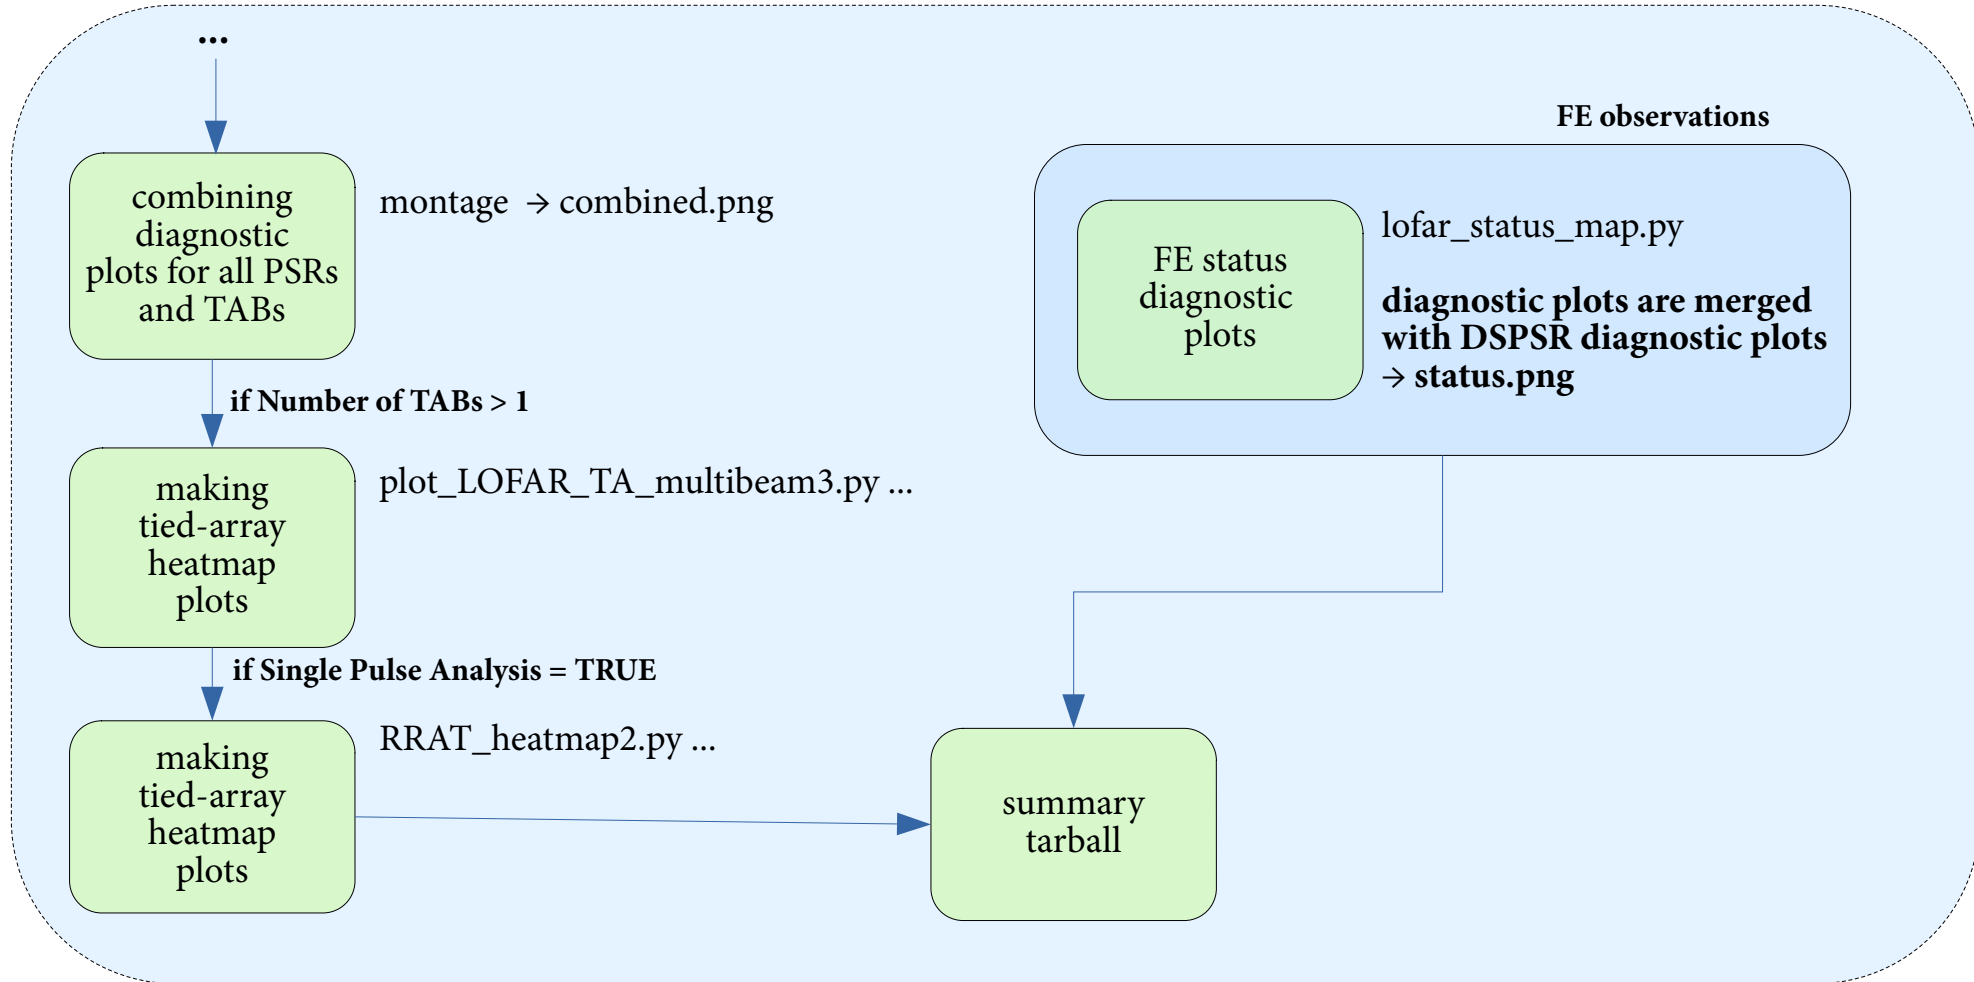 ...
combining
diagnostic
plots for all PSRs
and TABs
montage → combined.png
if Number of TABs > 1
making
tied-array
heatmap
plots
plot_LOFAR_TA_multibeam3.py ...
if Single Pulse Analysis = TRUE
making
tied-array
heatmap
plots
RRAT_heatmap2.py ...
FE observations
FE status
diagnostic
plots
lofar_status_map.py
diagnostic plots are merged
with DSPSR diagnostic plots
→ status.png
summary
tarball